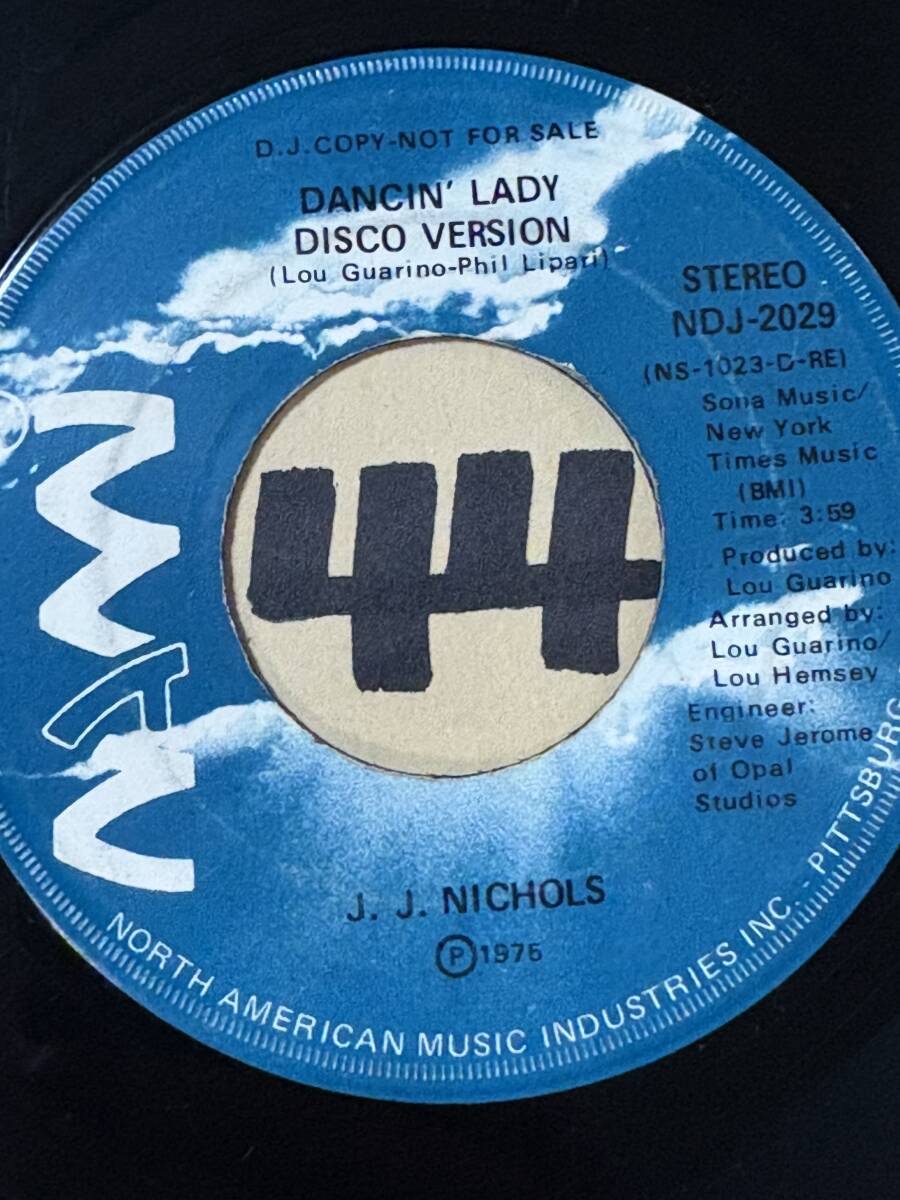 D.J.COPY-NOT FOR SALE
DANCIN' LADY
DISCO VERSION
(Lou Guarino-Phil Lipari)
STEREO
NDJ-2029
(NS-1023-D-RE)
Sona Music/
New York
Times Music
(BMI)
Time: 3:59
Produced by:
Lou Guarino
Arranged by:
Lou Guarino/
Lou Hemsey
Engineer:
Steve Jerome
of Opal
Studios
NAMI
44
J. J. NICHOLS
Ⓟ1975
NORTH AMERICAN MUSIC INDUSTRIES INC. - PITTSBURG